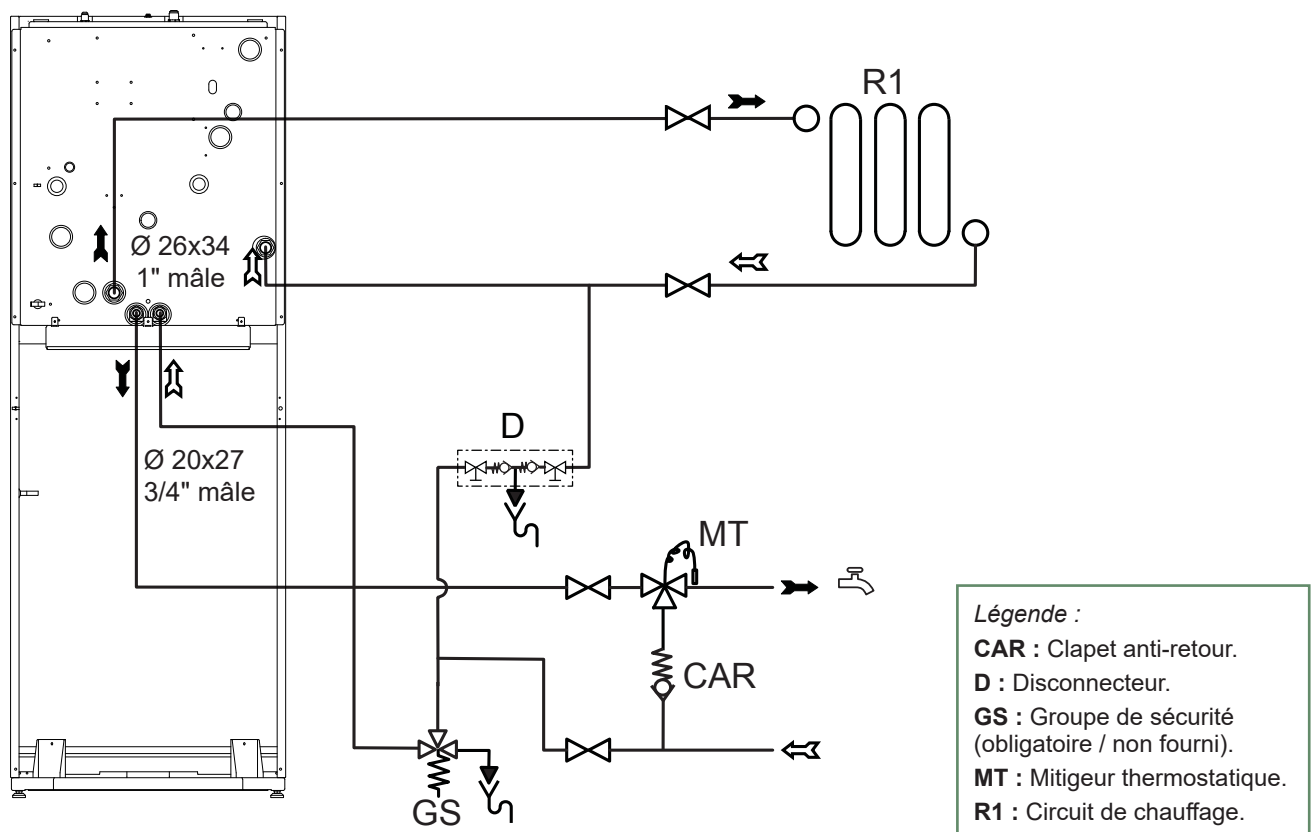 R1
Ø 26x34
1" mâle
D
Ø 20x27
3/4" mâle
MT
CAR
GS
Légende :
CAR : Clapet anti-retour.
D : Disconnecteur.
GS : Groupe de sécurité
(obligatoire / non fourni).
MT : Mitigeur thermostatique.
R1 : Circuit de chauffage.